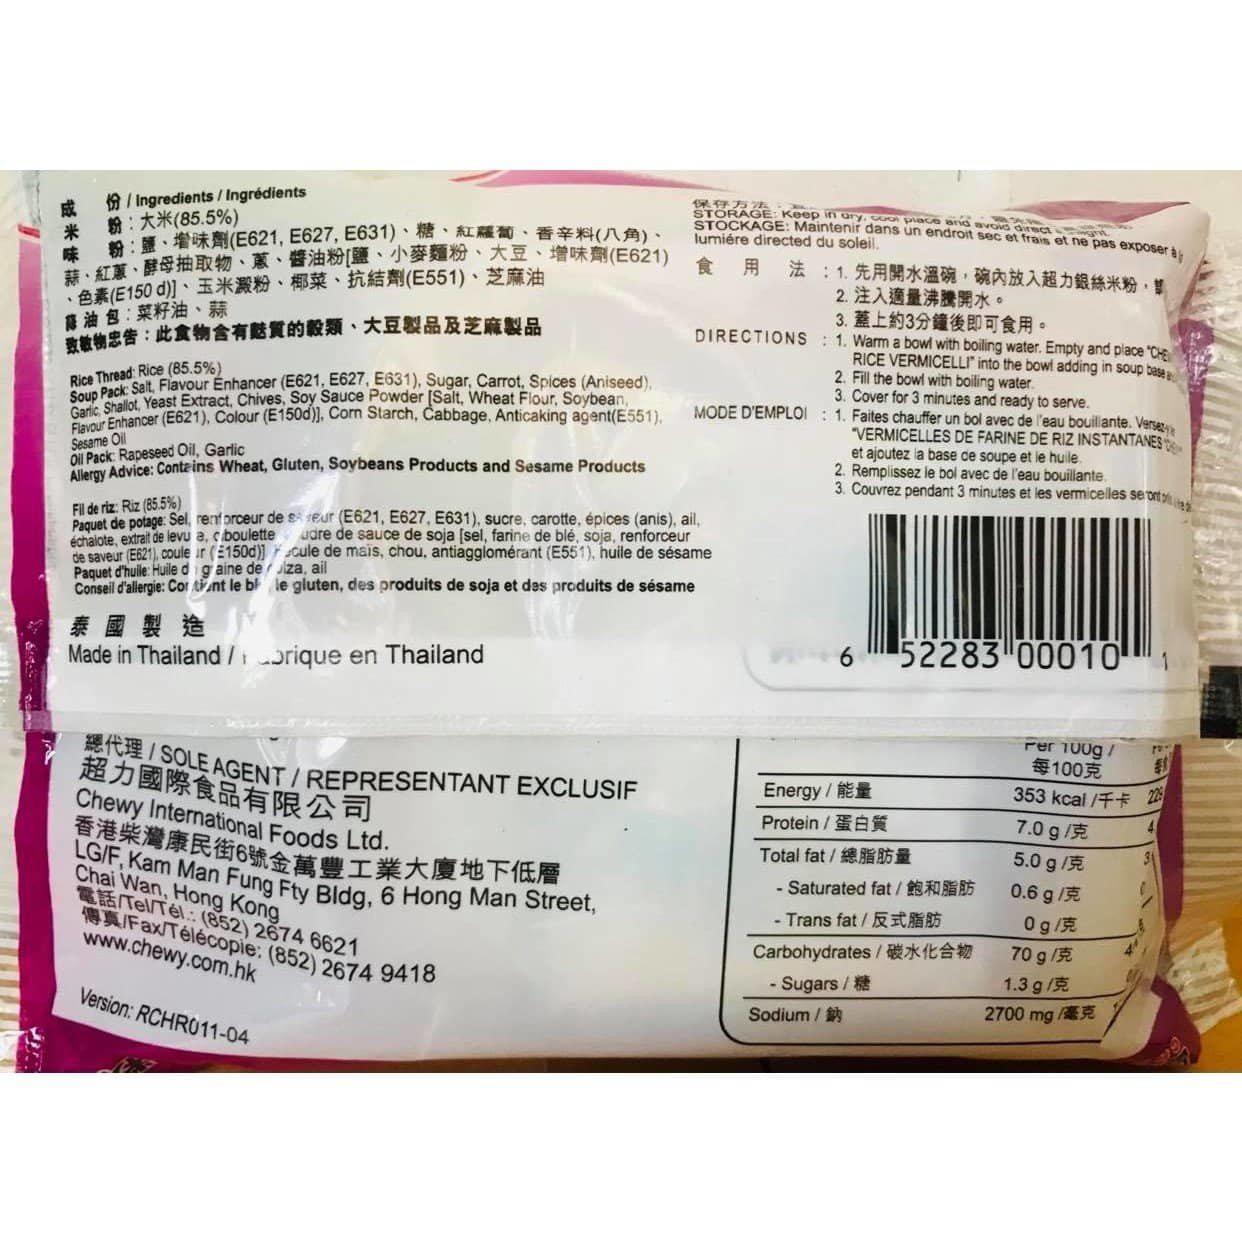 成 份 / Ingredients / Ingrédients
米 粉：大米(85.5%)
味 粉：鹽、增味劑(E621, E627, E631)、糖、紅蘿蔔、香辛料(八角)、
蒜、紅蔥、酵母抽取物、蔥、醬油粉[鹽、小麥麵粉、大豆、增味劑(E621)
、色素(E150 d)]、玉米澱粉、椰菜、抗結劑(E551)、芝麻油
油 包：菜籽油、蒜
致敏物忠告：此食物含有麩質的穀類、大豆製品及芝麻製品
Rice Thread: Rice (85.5%)
Soup Pack: Salt, Flavour Enhancer (E621, E627, E631), Sugar, Carrot, Spices (Aniseed),
Garlic, Shallot, Yeast Extract, Chives, Soy Sauce Powder [Salt, Wheat Flour, Soybean,
Flavour Enhancer (E621), Colour (E150d)], Corn Starch, Cabbage, Anticaking agent(E551),
Sesame Oil
Oil Pack: Rapeseed Oil, Garlic
Allergy Advice: Contains Wheat, Gluten, Soybeans Products and Sesame Products
Fil de riz: Riz (85.5%)
Paquet de potage: Sel, renforceur de saveur (E621, E627, E631), sucre, carotte, épices (anis), ail,
échalote, extrait de levure, ciboulette, poudre de sauce de soja [sel, farine de blé, soja, renforceur
de saveur (E621), couleur (E150d)], fécule de maïs, chou, antiagglomérant (E551), huile de sésame
Paquet d'huile: Huile de graine de colza, ail
Conseil d'allergie: Contient le blé, le gluten, des produits de soja et des produits de sésame
泰 國 製 造
Made in Thailand / Fabrique en Thailand
保存方法：
STORAGE: Keep in dry, cool place and avoid direct
STOCKAGE: Maintenir dans un endroit sec et frais et ne pas exposer à
lumiére directed du soleil.
食 用 法 : 1. 先用開水溫碗，碗內放入超力銀絲米粉，
2. 注入適量沸騰開水。
3. 蓋上約3分鐘後即可食用。
DIRECTIONS : 1. Warm a bowl with boiling water. Empty and place
RICE VERMICELLI" into the bowl adding in soup base
2. Fill the bowl with boiling water.
3. Cover for 3 minutes and ready to serve.
MODE D'EMPLOI : 1. Faites chauffer un bol avec de l'eau bouillante.
"VERMICELLES DE FARINE DE RIZ INSTANTANES
et ajoutez la base de soupe et le huile.
2. Remplissez le bol avec de l'eau bouillante.
3. Couvrez pendant 3 minutes et les vermicelles seront
6 52283 00010 1
總代理 / SOLE AGENT / REPRESENTANT EXCLUSIF
超力國際食品有限公司
Chewy International Foods Ltd.
香港柴灣康民街6號金萬豐工業大廈地下低層
LG/F, Kam Man Fung Fty Bldg, 6 Hong Man Street,
Chai Wan, Hong Kong
電話/Tel/Tél.: (852) 2674 6621
傳真/Fax/Télécopie: (852) 2674 9418
www.chewy.com.hk
Version: RCHR011-04
Per 100g /
每100克
Energy / 能量 353 kcal /千卡
Protein / 蛋白質 7.0 g /克
Total fat / 總脂肪量 5.0 g /克
- Saturated fat / 飽和脂肪 0.6 g /克
- Trans fat / 反式脂肪 0 g /克
Carbohydrates / 碳水化合物 70 g /克
- Sugars / 糖 1.3 g /克
Sodium / 鈉 2700 mg /毫克